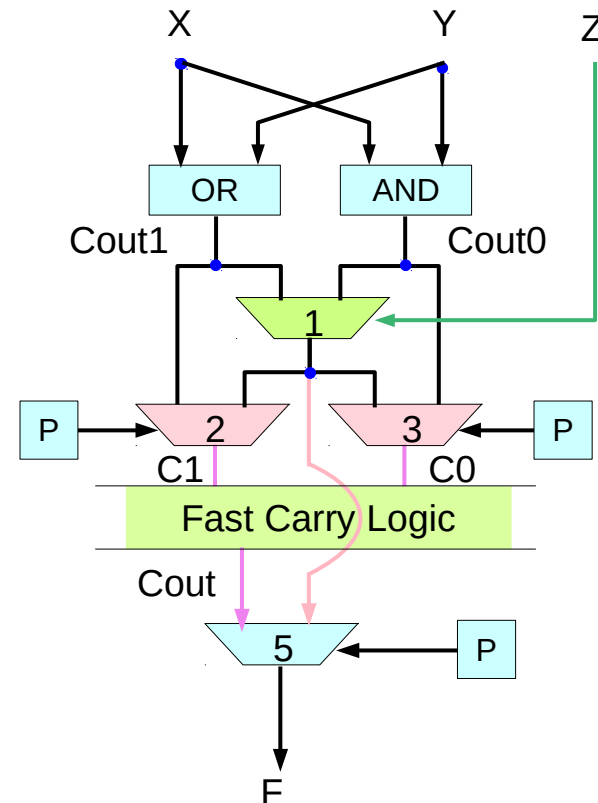 X Y Z
OR AND
Cout1 Cout0
1
P 2 3 P
C1 C0
Fast Carry Logic
Cout
5 P
F